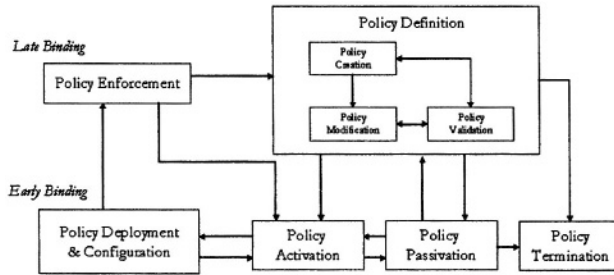 Policy Definition
Late Binding
Policy
Creation
Policy Enforcement
Policy
Modification
Policy
Validation
Early Binding
Policy Deployment
& Configuration
Policy
Activation
Policy
Passivation
Policy
Termination